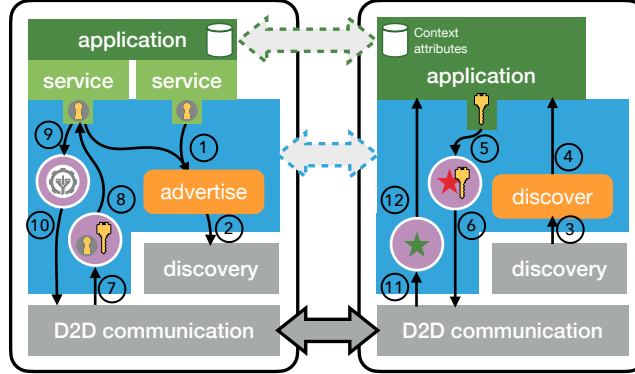 application
service
service
9
1
8
advertise
10
2
discovery
7
D2D communication
Context
attributes
application
5
4
12
discover
6
3
discovery
11
D2D communication